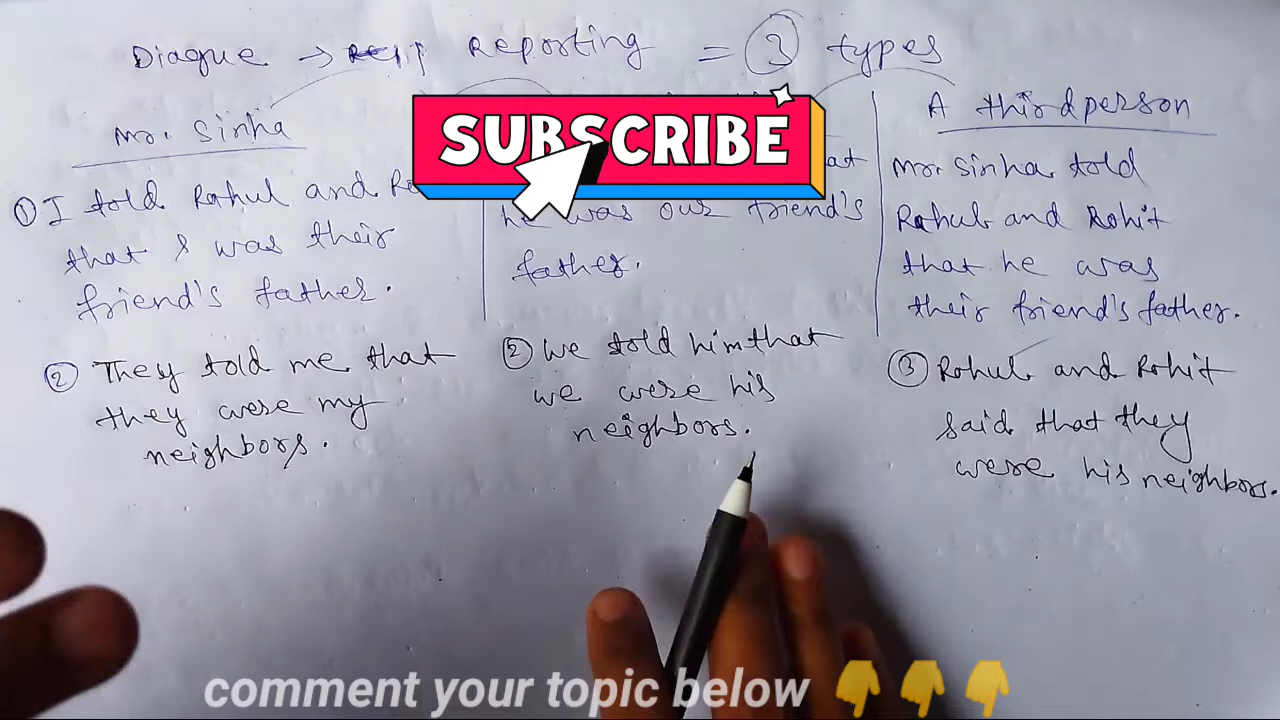 Diaque → Reporting = 3 types
Mr. Sinha
① I told Rahul and
that I was their
friend's father.
② They told me that
they were my
neighbors.
SUBSCRIBE
that
he was our friend's
father.
② We told him that
we were his
neighbors.
A third person
Mr. Sinha told
Rahul and Rohit
that he was
their friend's father.
③ Rahul and Rohit
said that they
were his neighbors.
comment your topic below 👇 👇 👇